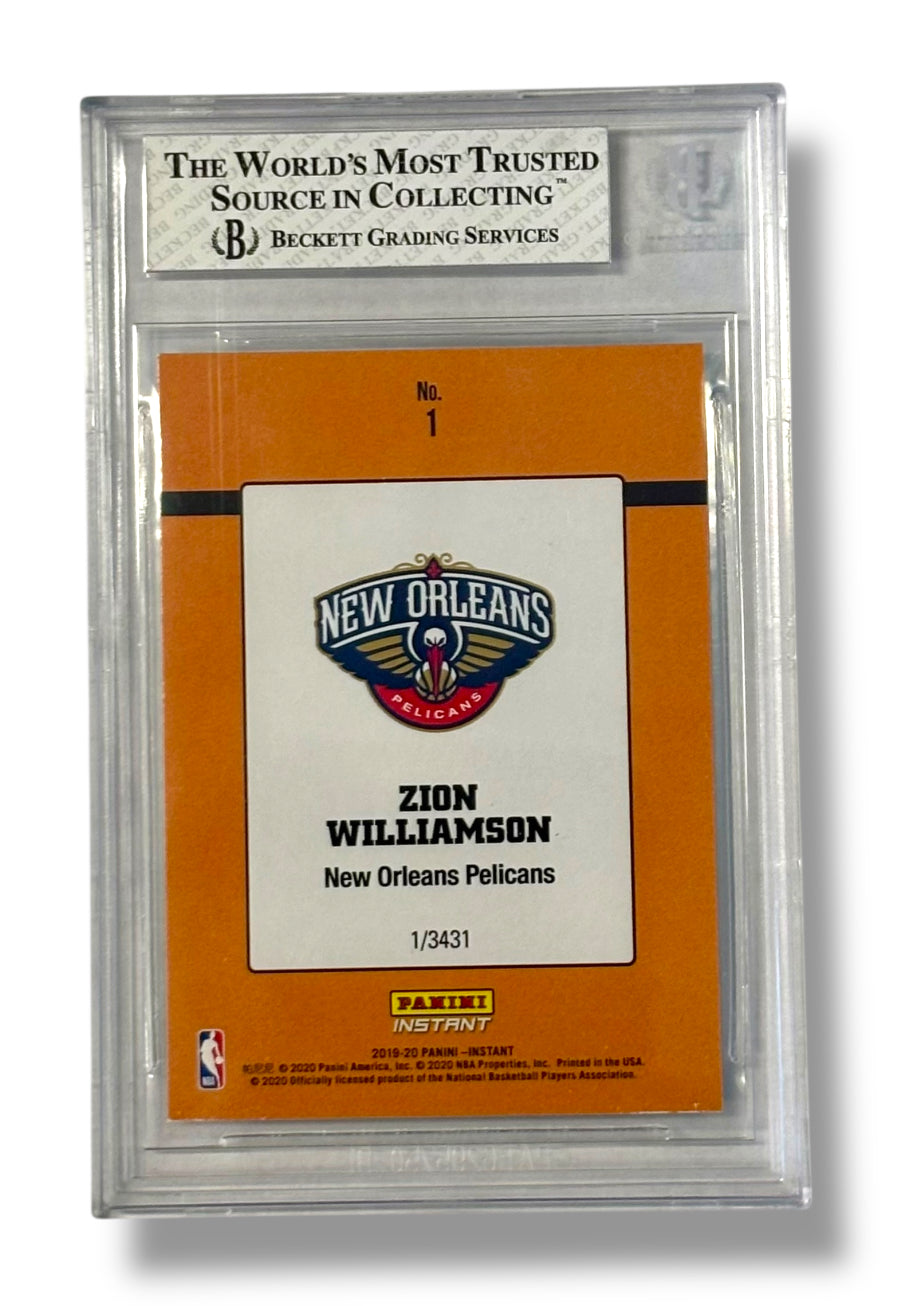 THE WORLD'S MOST TRUSTED
SOURCE IN COLLECTING™
B BECKETT GRADING SERVICES
No.
1
NEW ORLEANS
PELICANS
ZION
WILLIAMSON
New Orleans Pelicans
1/3431
PANINI
INSTANT
2019-20 PANINI –INSTANT
© 2020 Panini America, Inc. © 2020 NBA Properties, Inc. Printed in the USA.
© 2020 Officially licensed product of the National Basketball Players Association.
NBA